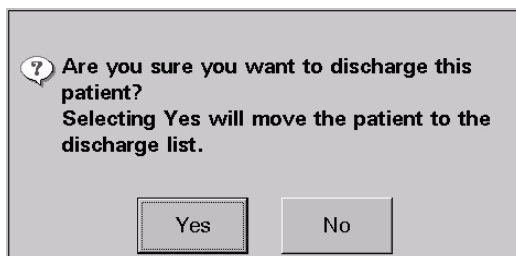 Are you sure you want to discharge this
patient?
Selecting Yes will move the patient to the
discharge list.
Yes No